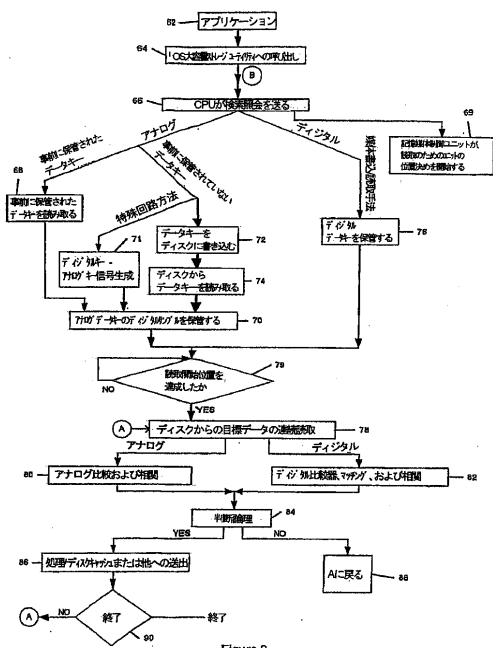 62
アプリケーション
64
OS大容量ストレージユーティリティへの呼び出し
B
66
CPUが検索照会を送る
69
記憶媒体制御ユニットが、
読取のためのユニットの
位置決めを開始する
アナログ
ディジタル
事前に保管された
データキー
事前に保管されていない
データキー
媒体書込/読取手法
68
事前に保管された
データキーを読み取る
特殊回路方法
71
ディジタルキー -
アナログキー信号生成
データキーを
ディスクに書き込む
72
ディスクから
データキーを読み取る
74
ディジタル
データキーを保管する
76
アナログデータキーのディジタルサンプルを保管する
70
79
読取開始位置を
達成したか
NO
YES
A
ディスクからの目標データの連続読取
78
アナログ
ディジタル
80
アナログ比較および相関
ディジタル比較器、マッチング、および相関
82
84
判断論理
YES
NO
86
処理/ディスクキャッシュまたは他への送出
Aに戻る
88
A
NO
終了
終了
90
Figure 2